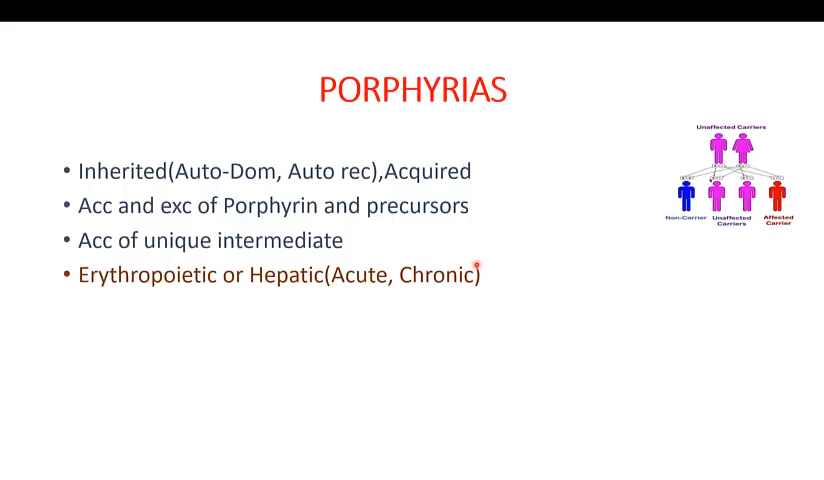 PORPHYRIAS
• Inherited(Auto-Dom, Auto rec),Acquired
• Acc and exc of Porphyrin and precursors
• Acc of unique intermediate
• Erythropoietic or Hepatic(Acute, Chronic)
Unaffected Carriers
Non-Carrier
Unaffected
Carriers
Affected
Carrier